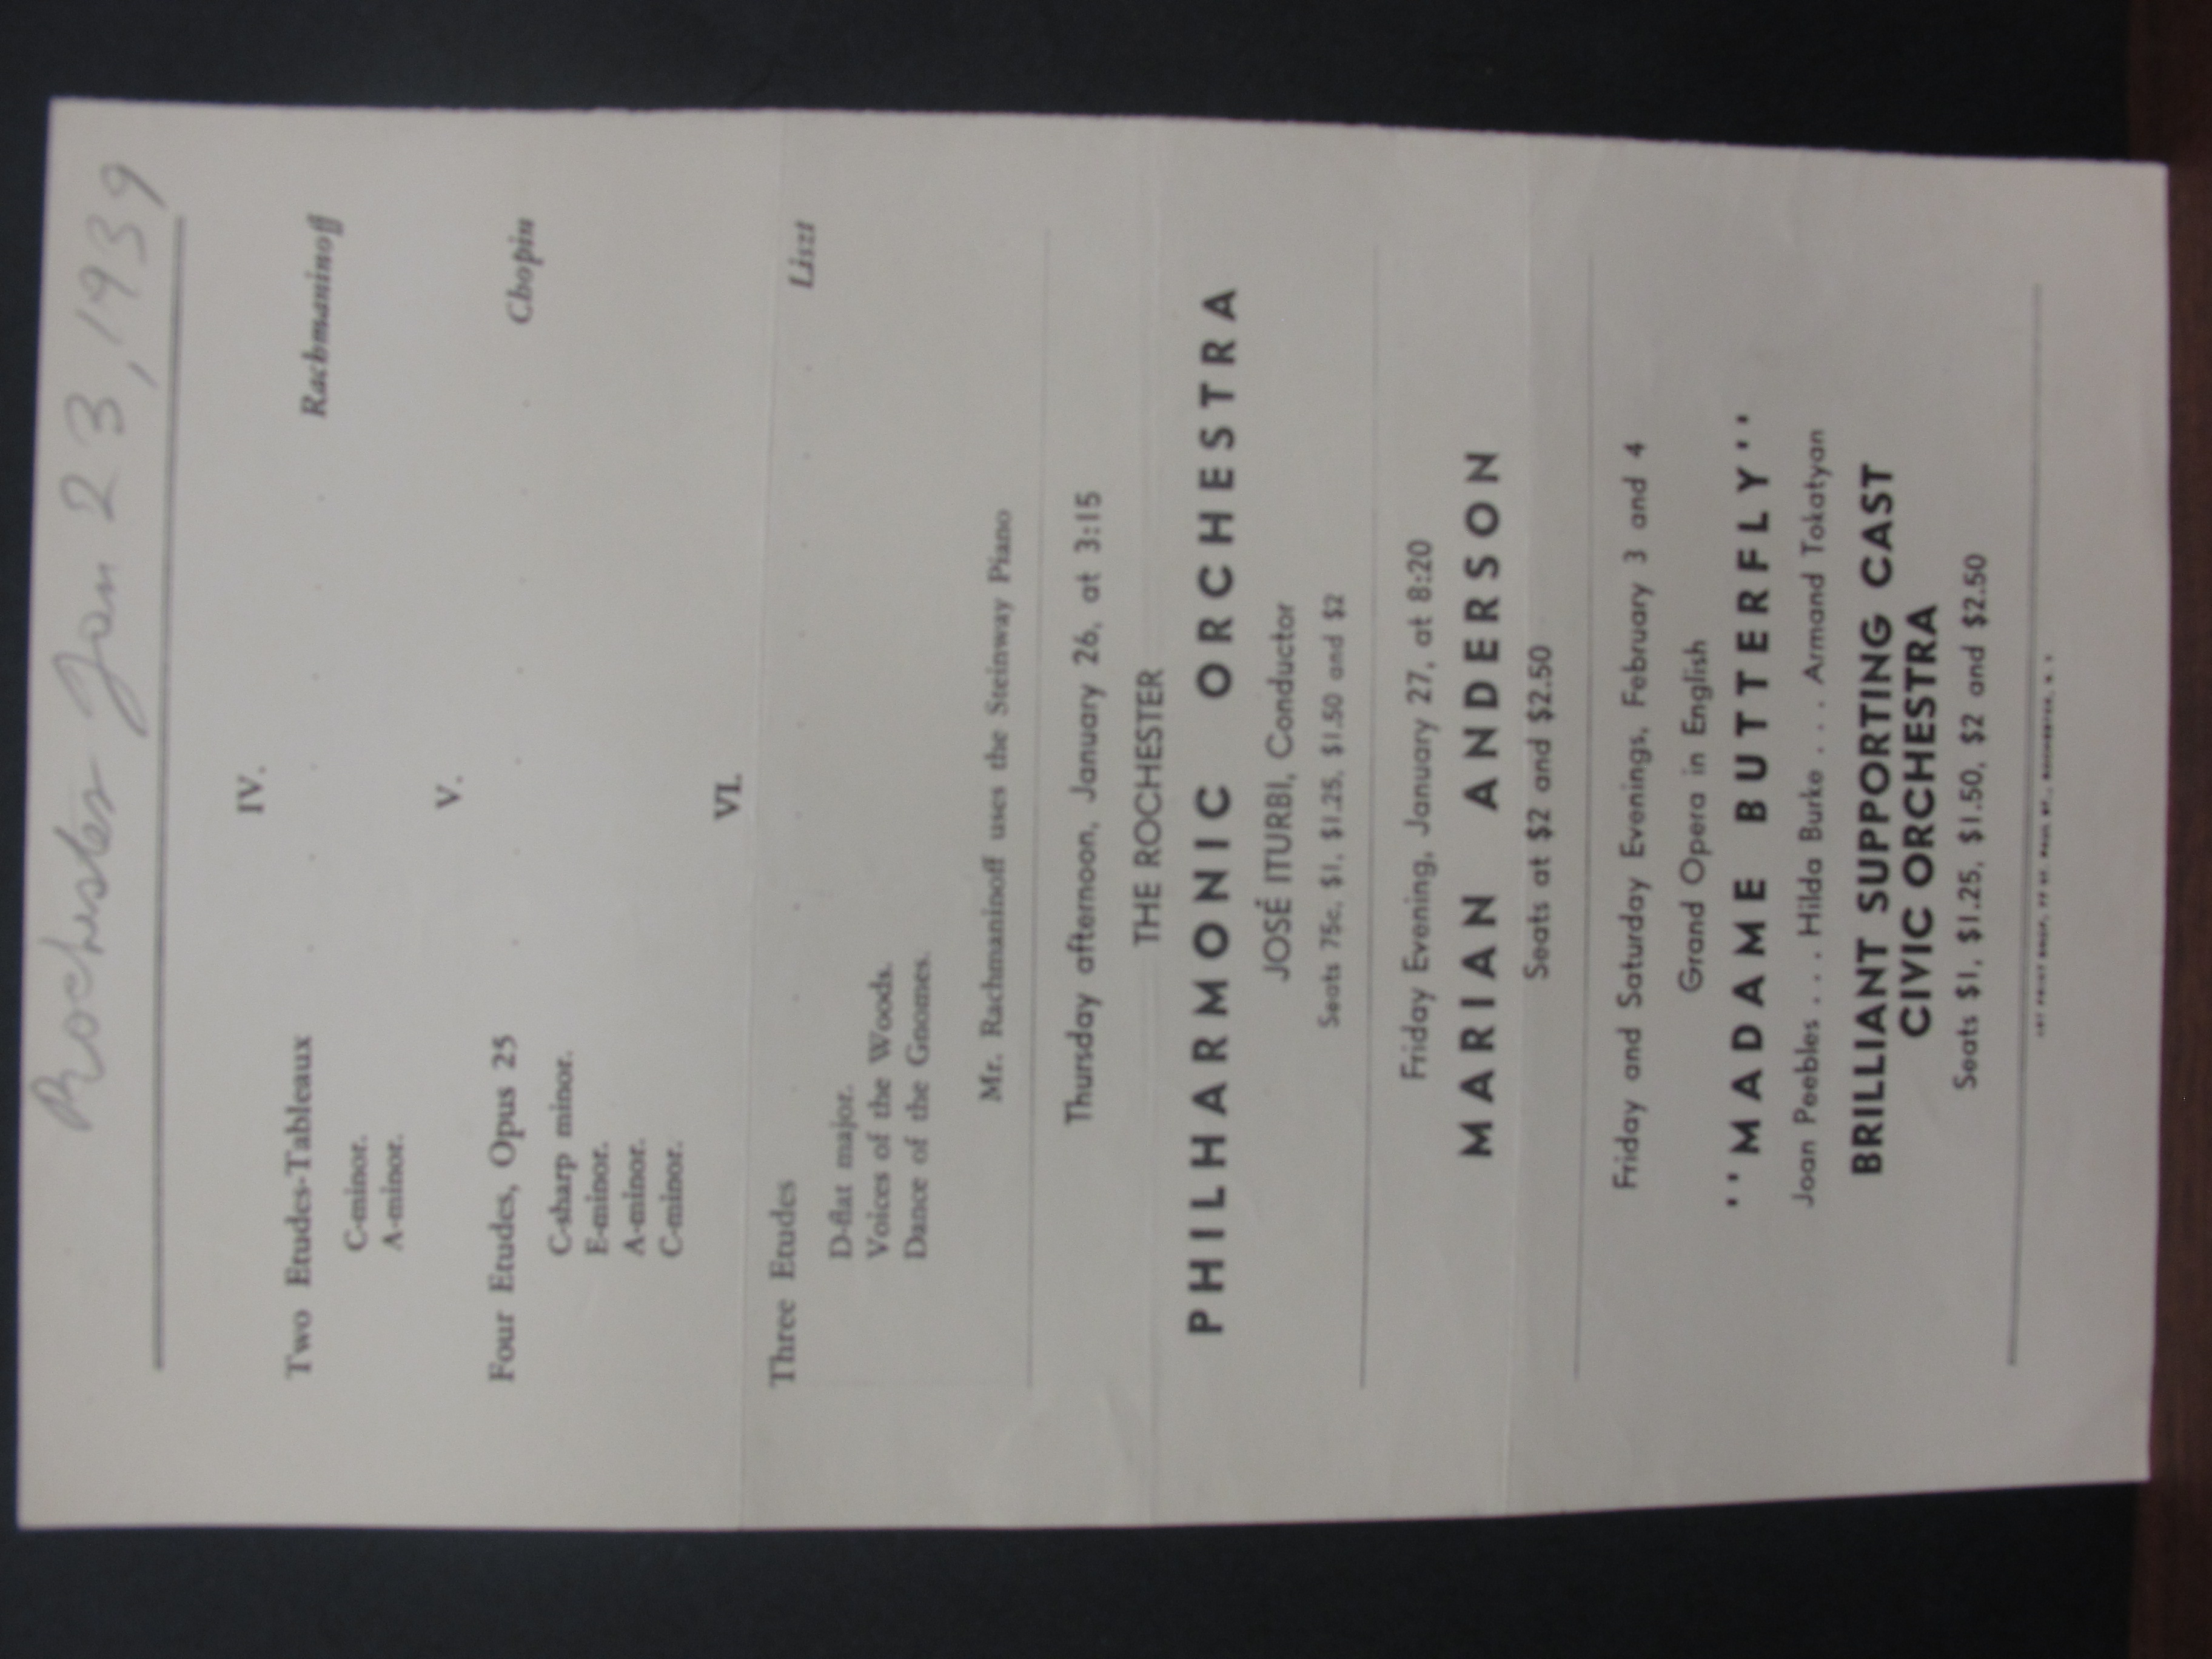 Rochester Jan 23, 1939
IV.
Two Etudes-Tableaux . . . . . . Rachmaninoff
C-minor.
A-minor.
V.
Four Etudes, Opus 25 . . . . . . Chopin
C-sharp minor.
E-minor.
A-minor.
C-minor.
VI.
Three Etudes . . . . . . . . Liszt
D-flat major.
Voices of the Woods.
Dance of the Gnomes.
Mr. Rachmaninoff uses the Steinway Piano
Thursday afternoon, January 26, at 3:15
THE ROCHESTER
PHILHARMONIC ORCHESTRA
JOSÉ ITURBI, Conductor
Seats 75c, $1, $1.25, $1.50 and $2
Friday Evening, January 27, at 8:20
MARIAN ANDERSON
Seats at $2 and $2.50
Friday and Saturday Evenings, February 3 and 4
Grand Opera in English
''MADAME BUTTERFLY''
Joan Peebles . . . Hilda Burke . . . Armand Tokatyan
BRILLIANT SUPPORTING CAST
CIVIC ORCHESTRA
Seats $1, $1.25, $1.50, $2 and $2.50